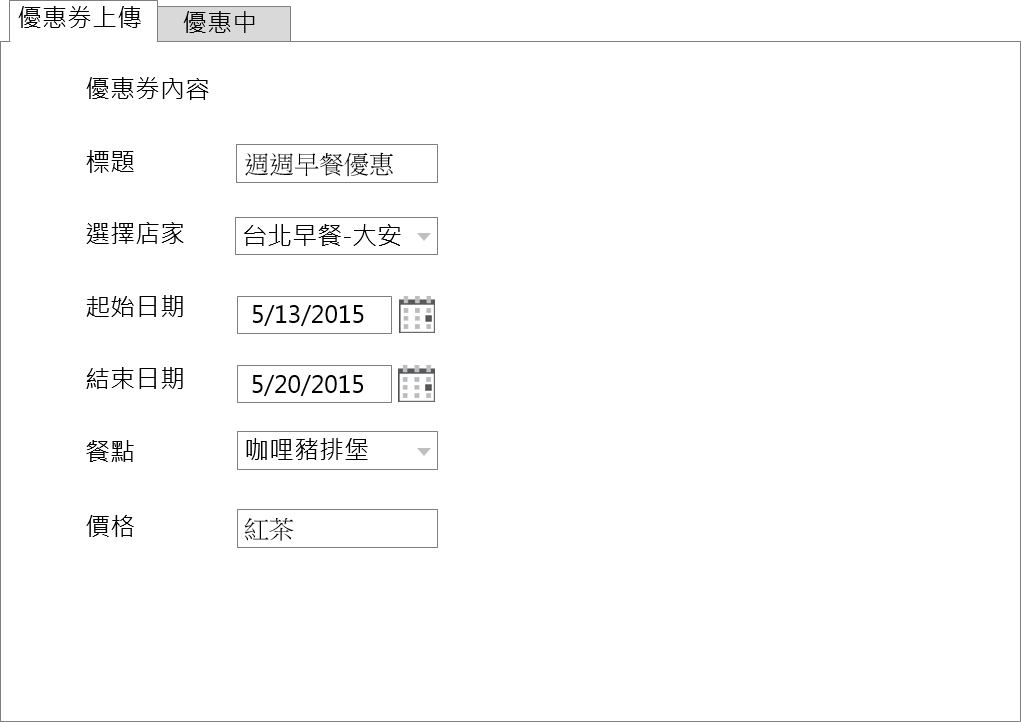 優惠券上傳
優惠中
優惠券內容
標題
週週早餐優惠
選擇店家
台北早餐-大安
起始日期
5/13/2015
結束日期
5/20/2015
餐點
咖哩豬排堡
價格
紅茶